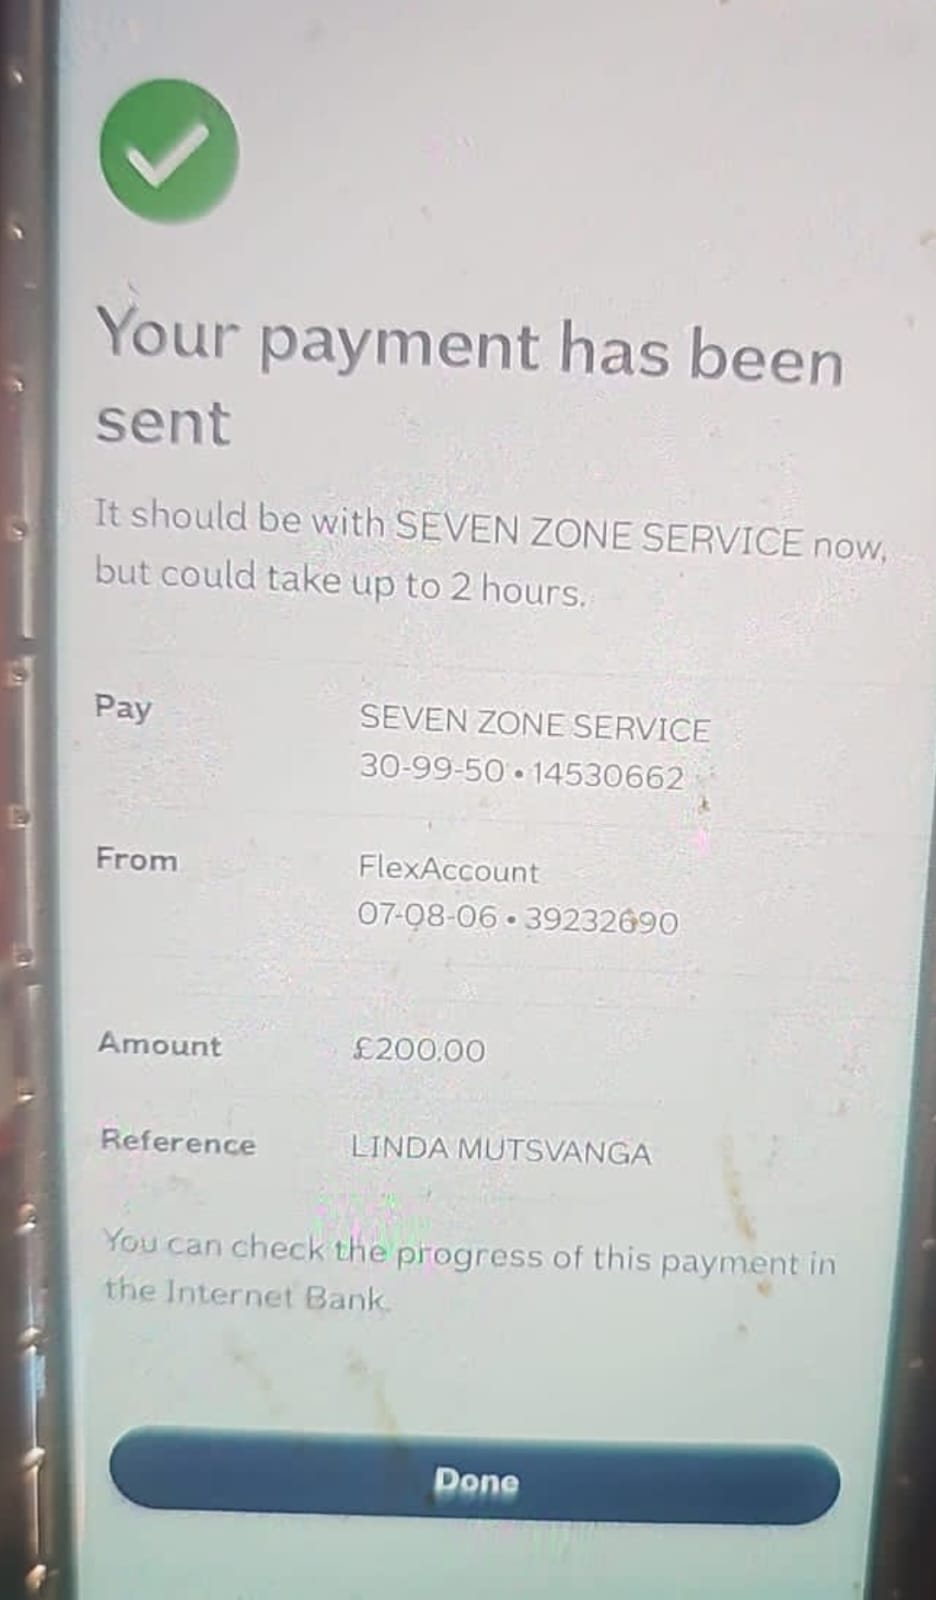 Your payment has been
sent
It should be with SEVEN ZONE SERVICE now,
but could take up to 2 hours.
Pay
SEVEN ZONE SERVICE
30-99-50 • 14530662
From
FlexAccount
07-08-06 • 39232690
Amount
£200.00
Reference
LINDA MUTSVANGA
You can check the progress of this payment in
the Internet Bank.
Done